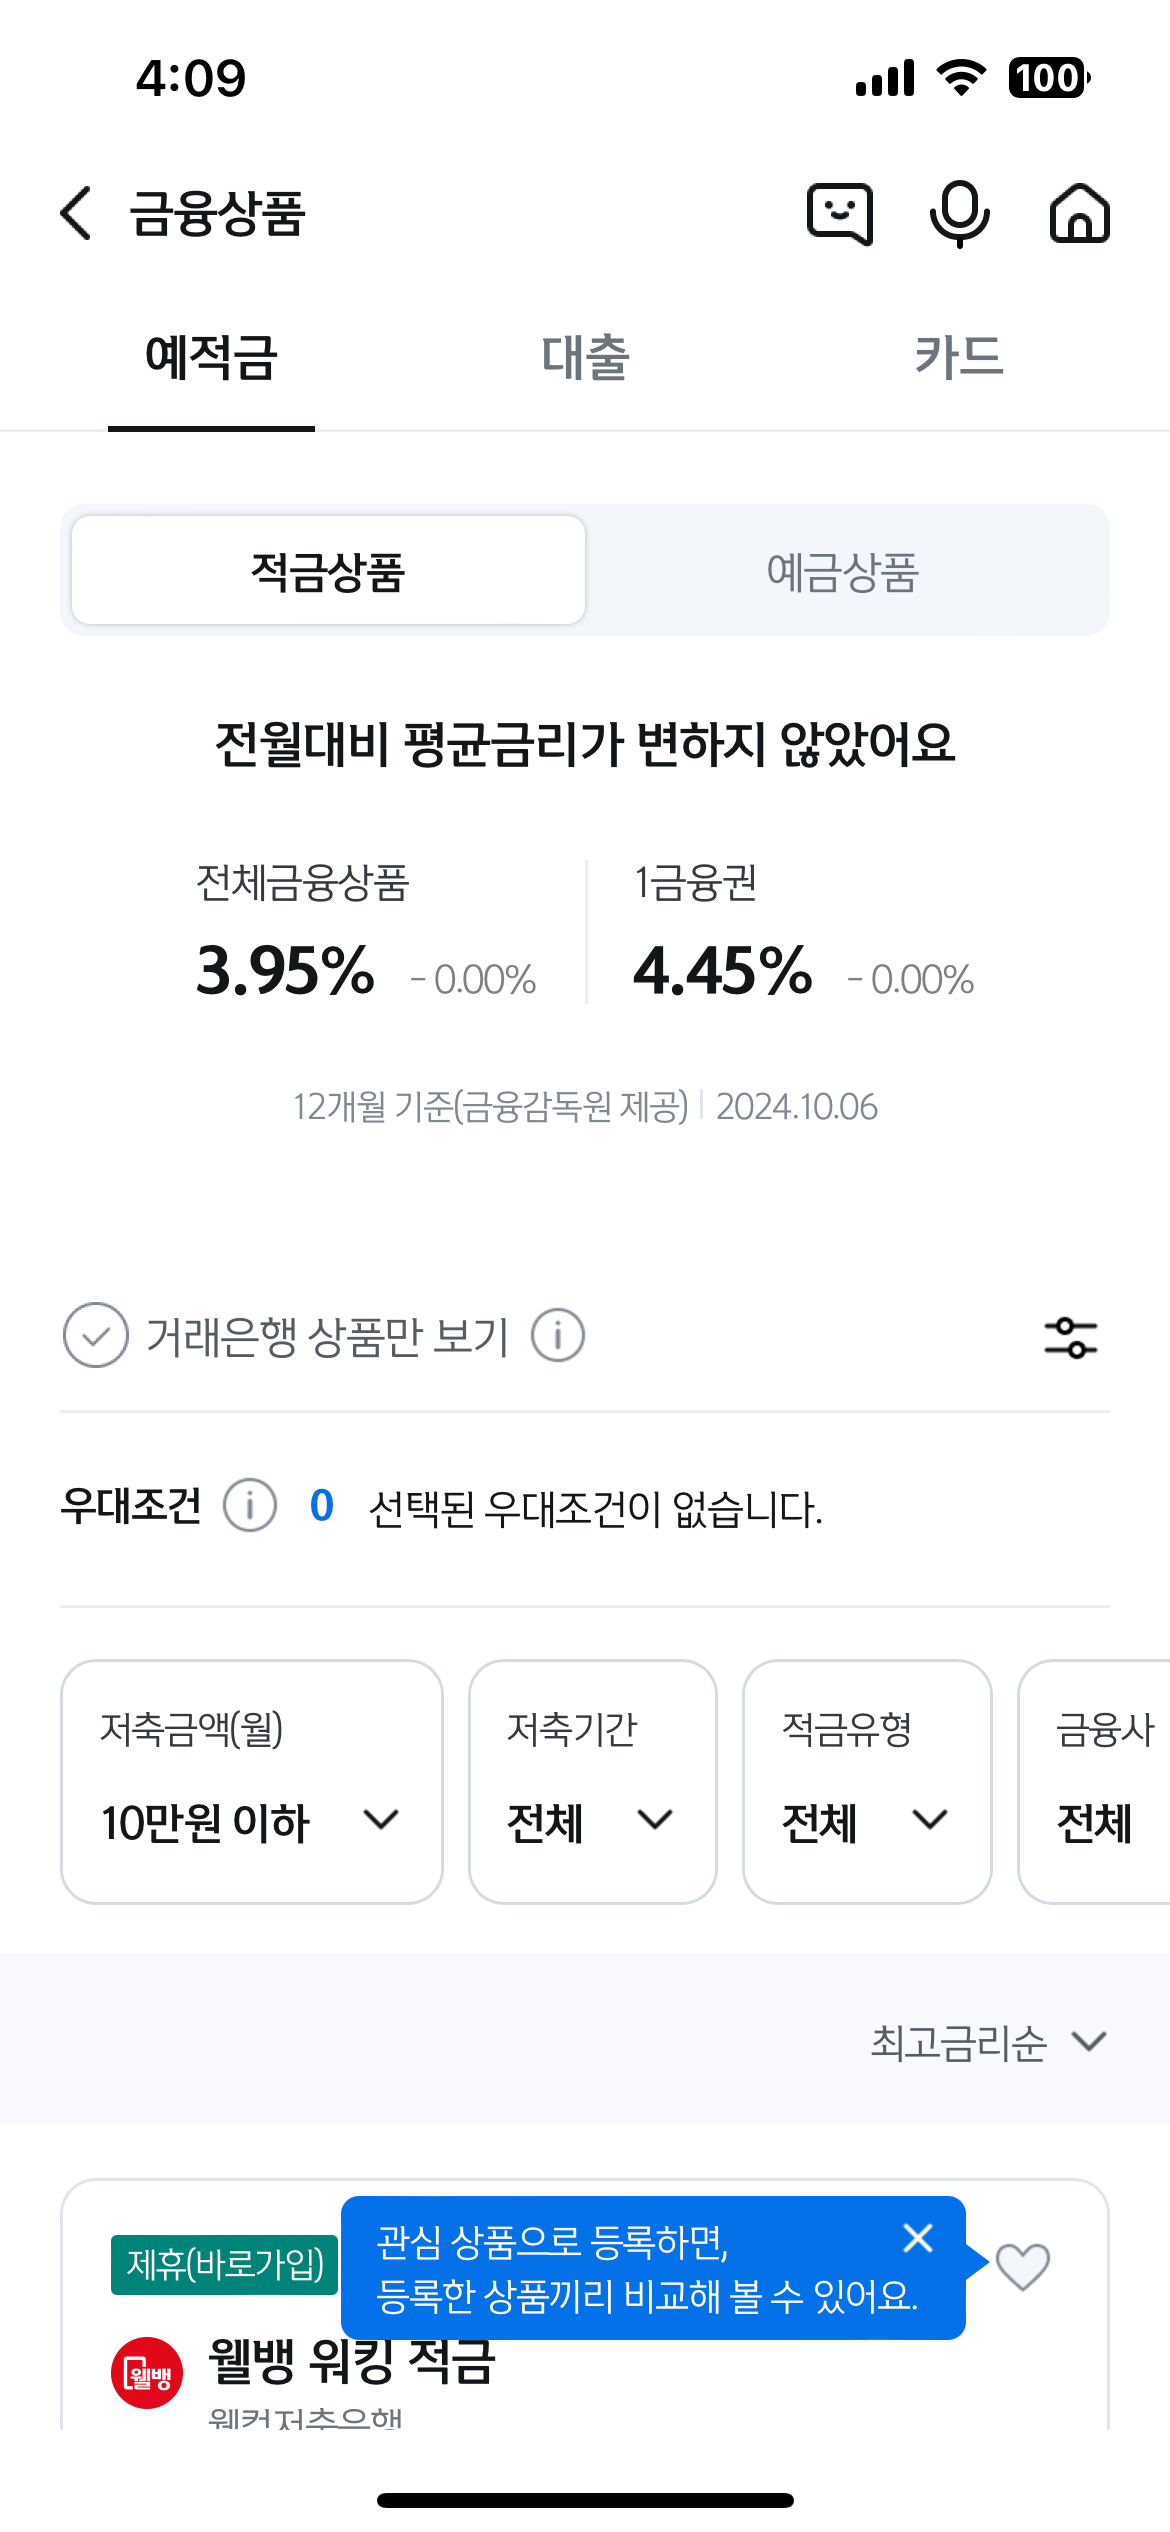 4:09
100
금융상품
예적금 대출 카드
적금상품 예금상품
전월대비 평균금리가 변하지 않았어요
전체금융상품 1금융권
3.95% - 0.00% 4.45% - 0.00%
12개월 기준(금융감독원 제공) | 2024.10.06
거래은행 상품만 보기
우대조건 0 선택된 우대조건이 없습니다.
저축금액(월) 저축기간 적금유형 금융사
10만원 이하 전체 전체 전체
최고금리순
제휴(바로가입)
관심 상품으로 등록하면,
등록한 상품끼리 비교해 볼 수 있어요.
웰뱅
웰뱅 워킹 적금
웰컴저축은행